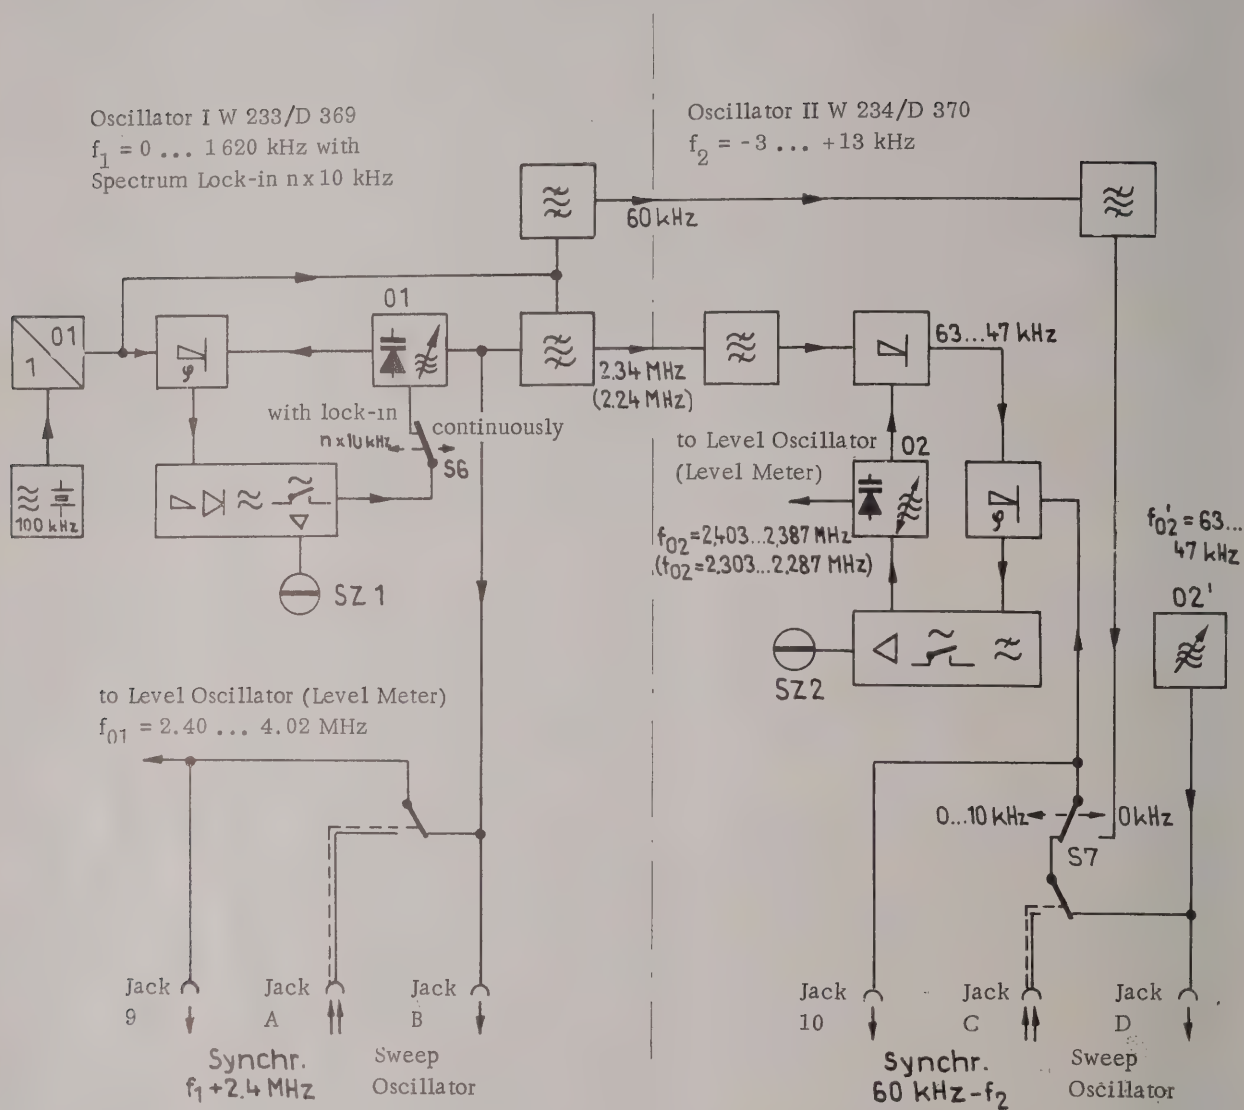 Oscillator I W 233/D 369
f1 = 0 ... 1 620 kHz with
Spectrum Lock-in n x 10 kHz
Oscillator II W 234/D 370
f2 = -3 ... +13 kHz
60 kHz
01
1
φ
01
2.34 MHz
(2.24 MHz)
63...47 kHz
with lock-in
n x 10 kHz
continuously
S6
100 kHz
SZ 1
to Level Oscillator
(Level Meter)
02
fO2 = 2,403...2,387 MHz
(fO2 = 2,303...2,287 MHz)
φ
f'O2 = 63...
47 kHz
02'
SZ2
to Level Oscillator (Level Meter)
f01 = 2.40 ... 4.02 MHz
0...10 kHz
0 kHz
S7
Jack
9
Jack
A
Jack
B
Synchr.
f1 + 2.4 MHz
Sweep
Oscillator
Jack
10
Jack
C
Jack
D
Synchr.
60 kHz - f2
Sweep
Oscillator